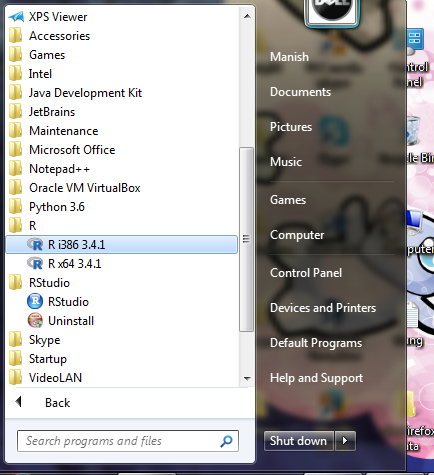 XPS Viewer
Accessories
Games
Intel
Java Development Kit
JetBrains
Maintenance
Microsoft Office
Notepad++
Oracle VM VirtualBox
Python 3.6
R
R i386 3.4.1
R x64 3.4.1
RStudio
RStudio
Uninstall
Skype
Startup
VideoLAN
Back
Search programs and files
DELL
Manish
Documents
Pictures
Music
Games
Computer
Control Panel
Devices and Printers
Default Programs
Help and Support
Shut down